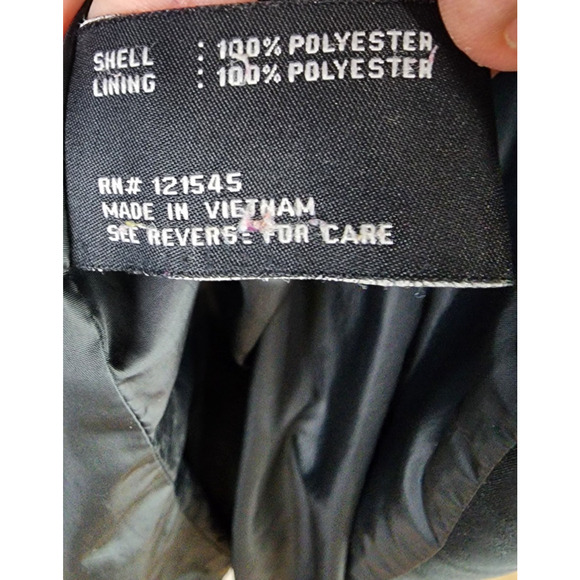 SHELL : 100% POLYESTER
LINING : 100% POLYESTER
RN# 121545
MADE IN VIETNAM
SEE REVERSE FOR CARE